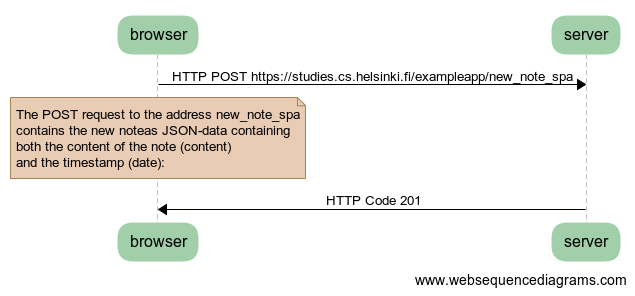 browser
server
HTTP POST https://studies.cs.helsinki.fi/exampleapp/new_note_spa
The POST request to the address new_note_spa
contains the new noteas JSON-data containing
both the content of the note (content)
and the timestamp (date):
HTTP Code 201
browser
server
www.websequencediagrams.com